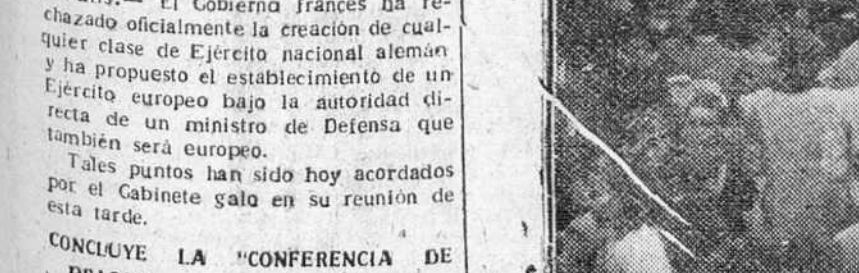 El Gobierno francés ha re-
chazado oficialmente la creación de cual-
quier clase de Ejército nacional alemán
y ha propuesto el establecimiento de un
Ejército europeo bajo la autoridad di-
recta de un ministro de Defensa que
también será europeo.
Tales puntos han sido hoy acordados
por el Gabinete galo en su reunión de
esta tarde.
CONCLUYE LA "CONFERENCIA DE